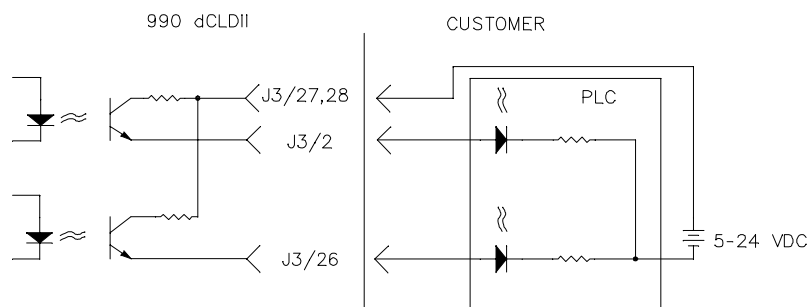 990 dCLDII
CUSTOMER
J3/27,28
PLC
J3/2
J3/26
5-24 VDC